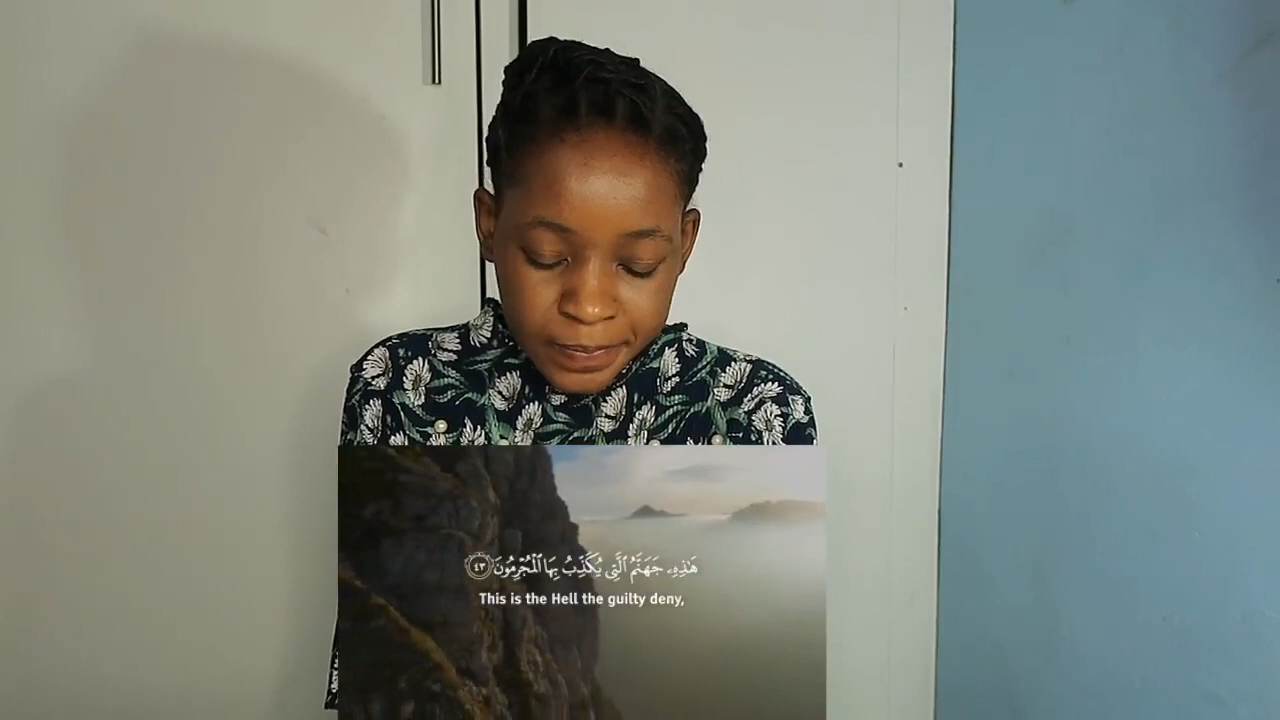 هَٰذِهِۦ جَهَنَّمُ ٱلَّتِي يُكَذِّبُ بِهَا ٱلْمُجْرِمُونَ ٤٣
This is the Hell the guilty deny,